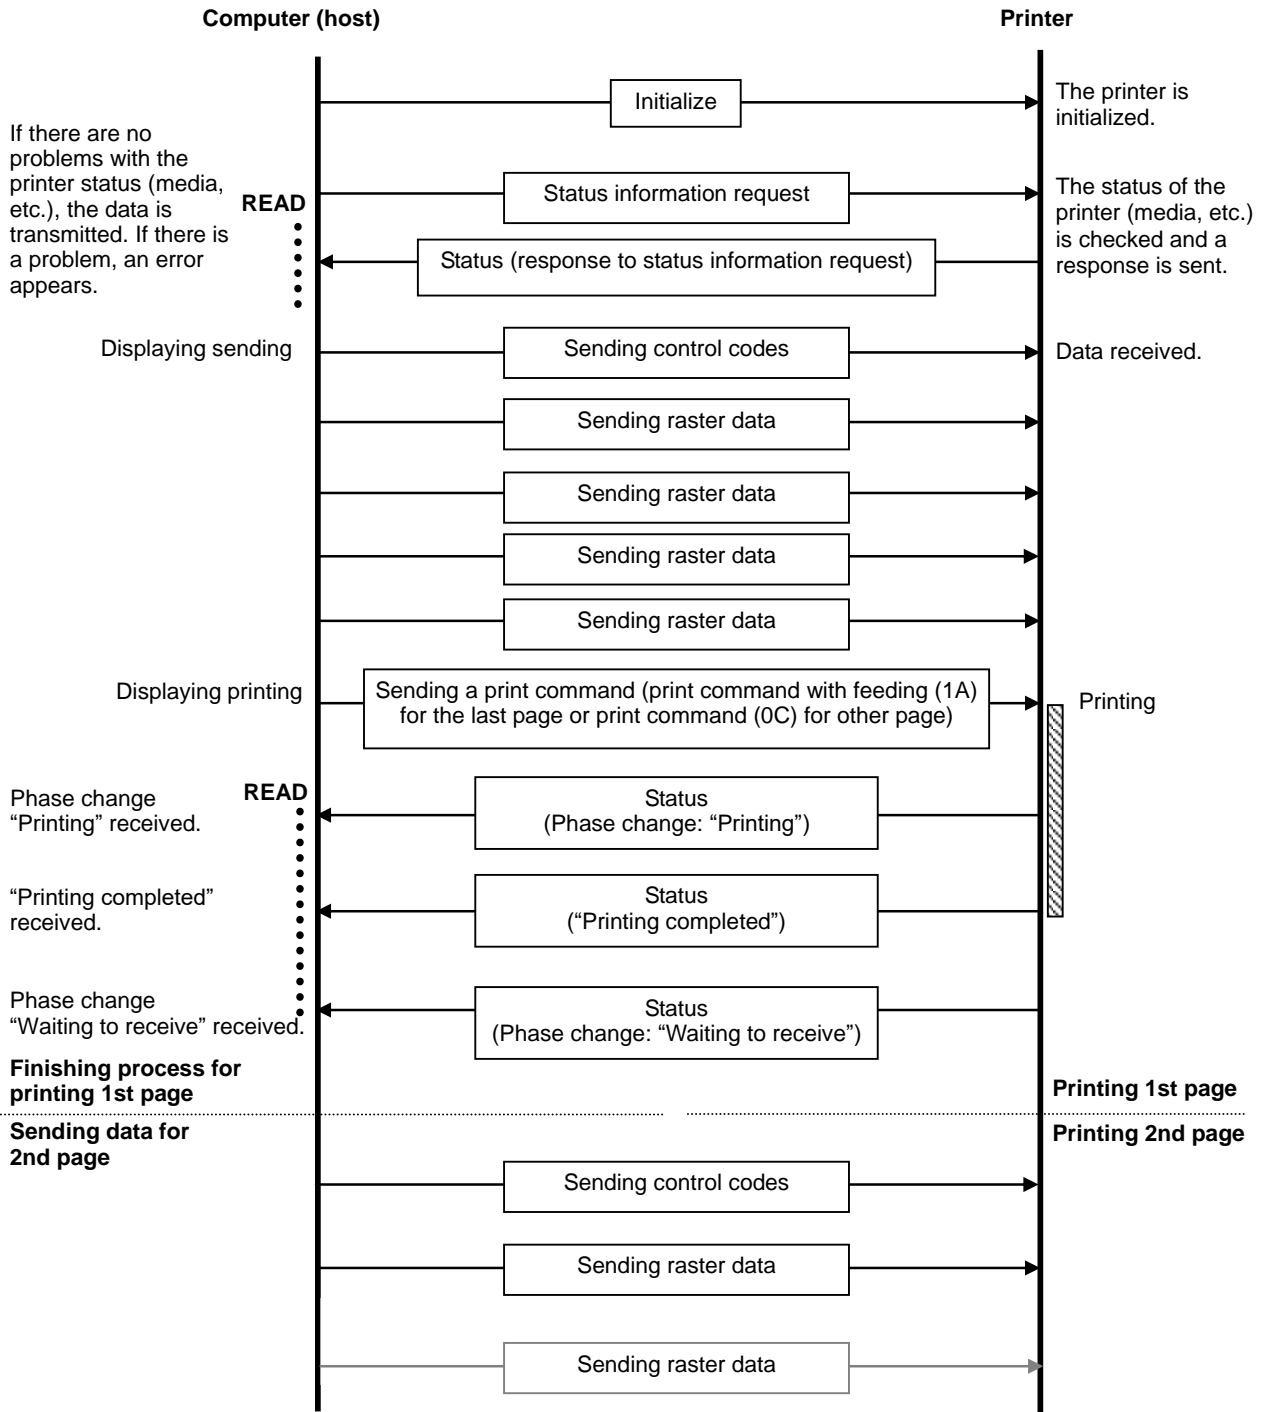 Computer (host)
Printer
Initialize
The printer is
initialized.
If there are no
problems with the
printer status (media,
etc.), the data is
transmitted. If there is
a problem, an error
appears.
READ
Status information request
The status of the
printer (media, etc.)
is checked and a
response is sent.
Status (response to status information request)
Displaying sending
Sending control codes
Data received.
Sending raster data
Sending raster data
Sending raster data
Sending raster data
Displaying printing
Sending a print command (print command with feeding (1A)
for the last page or print command (0C) for other page)
Printing
READ
Phase change
“Printing” received.
Status
(Phase change: “Printing”)
“Printing completed”
received.
Status
(“Printing completed”)
Phase change
“Waiting to receive” received.
Status
(Phase change: “Waiting to receive”)
Finishing process for
printing 1st page
Printing 1st page
Sending data for
2nd page
Printing 2nd page
Sending control codes
Sending raster data
Sending raster data